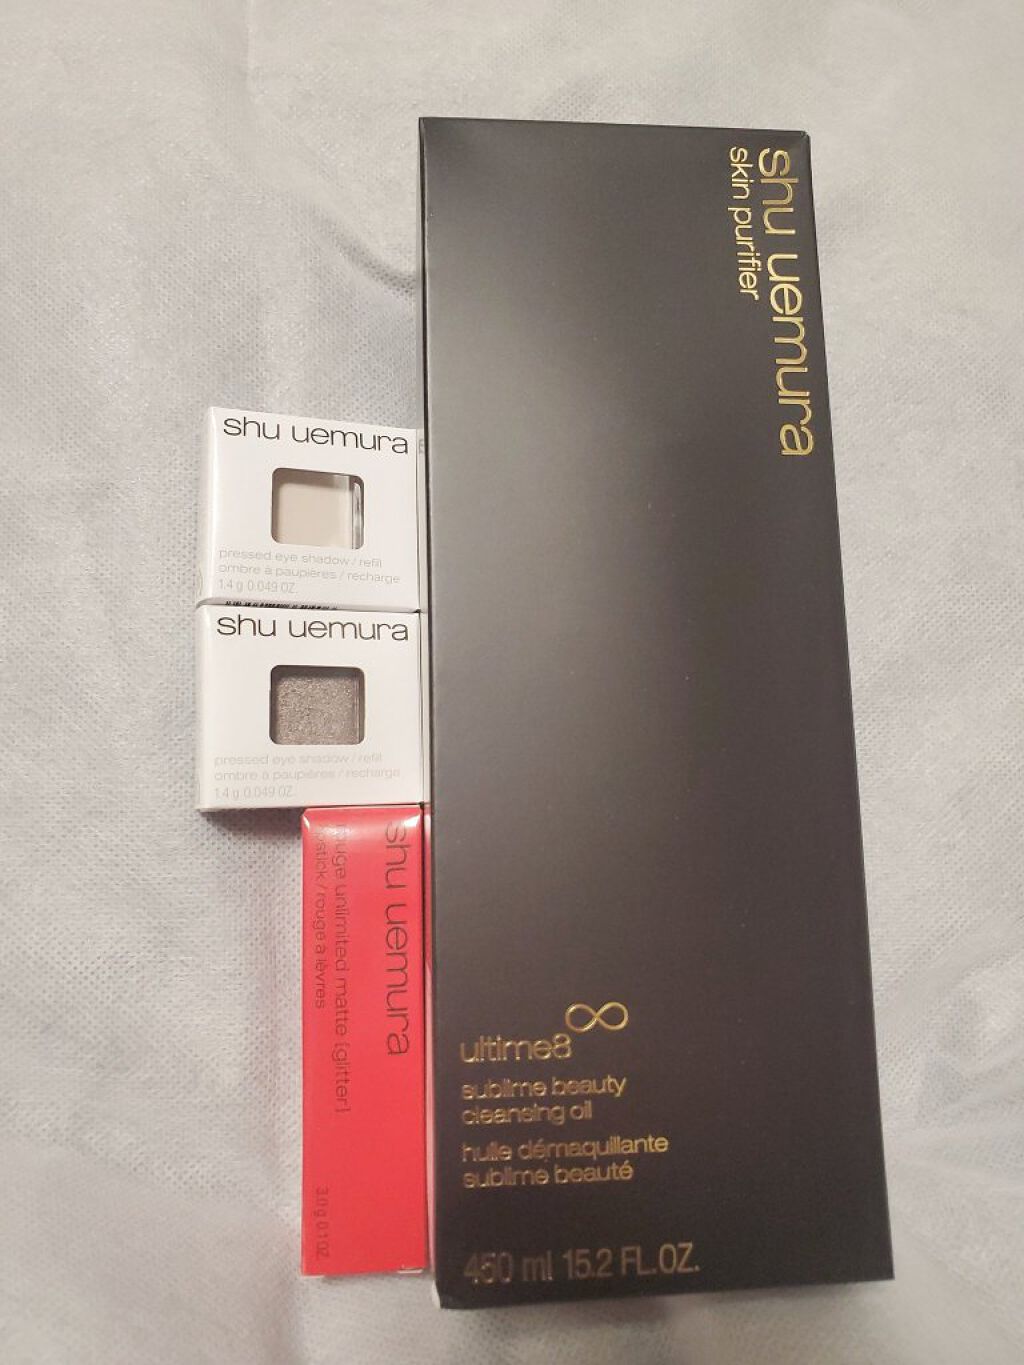 shu uemura
skin purifier
ultime8
sublime beauty
cleansing oil
huile démaquillante
sublime beauté
450 ml 15.2 FL.OZ.
shu uemura
pressed eye shadow / refill
ombre à paupières / recharge
1.4 g 0.049 OZ.
shu uemura
pressed eye shadow / refill
ombre à paupières / recharge
1.4 g 0.049 OZ.
shu uemura
rouge unlimited matte [glitter]
lipstick / rouge à lèvres
3.0 g 0.1 OZ.